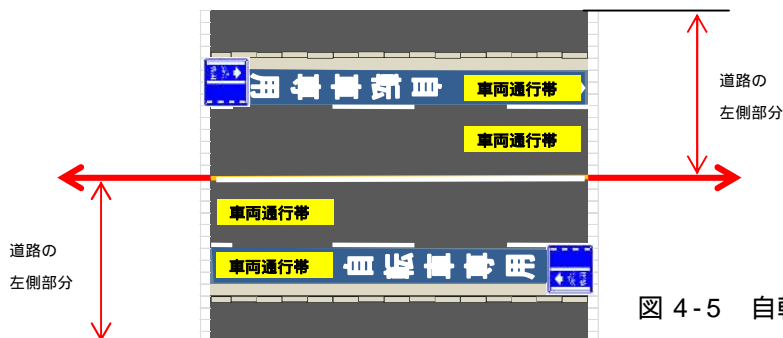 自転車専用
車両通行帯
道路の
左側部分
車両通行帯
車両通行帯
道路の
左側部分
車両通行帯
自転車専用
図 4-5 自転